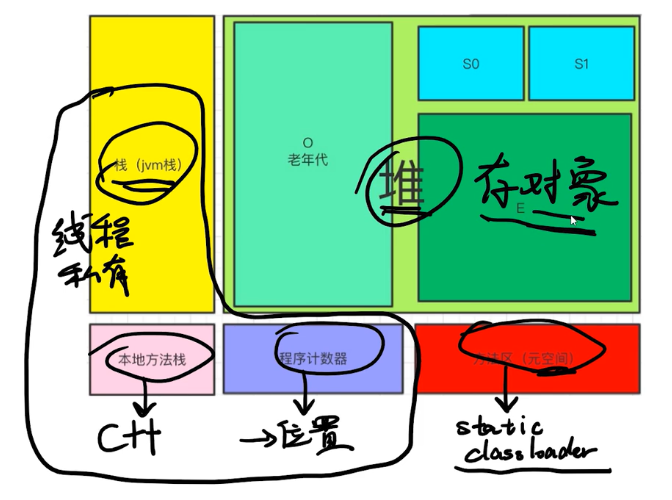 S0
S1
O
老年代
栈（jvm栈）
堆
存对象
E
线程
私有
本地方法栈
程序计数器
方法区（元空间）
C++
→位置
static
classloader